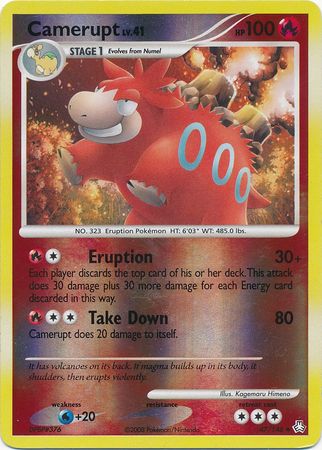 Camerupt LV.41 HP 100
STAGE 1 Evolves from Numel
NO. 323 Eruption Pokémon HT: 6'03" WT: 485.0 lbs.
Eruption 30+
Each player discards the top card of his or her deck. This attack
does 30 damage plus 30 more damage for each Energy card
discarded in this way.
Take Down 80
Camerupt does 20 damage to itself.
It has volcanoes on its back. If magma builds up in its body, it
shudders, then erupts violently.
Illus. Kagemaru Himeno
weakness resistance retreat cost
+20
DPBP#376 ©2008 Pokémon/Nintendo 47/146